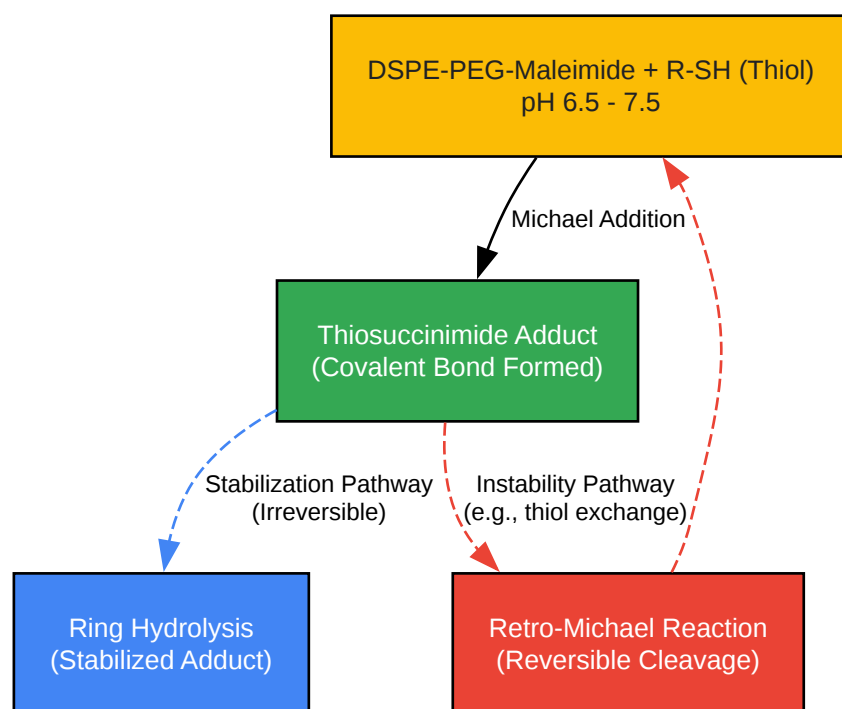 DSPE-PEG-Maleimide + R-SH (Thiol)
pH 6.5 - 7.5
Michael Addition
Thiosuccinimide Adduct
(Covalent Bond Formed)
Stabilization Pathway
(Irreversible)
Instability Pathway
(e.g., thiol exchange)
Ring Hydrolysis
(Stabilized Adduct)
Retro-Michael Reaction
(Reversible Cleavage)